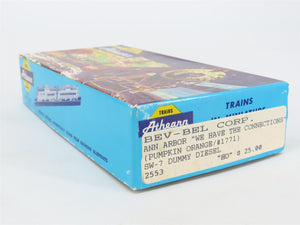 TRAINS
Athearn
TRAINS
IN MINIATURE
BEV-BEL CORP.
ANN ARBOR "WE HAVE THE CONNECTIONS"
(PUMPKIN ORANGE/#1771)
SW-7 DUMMY DIESEL "HO" $ 25.00
2553